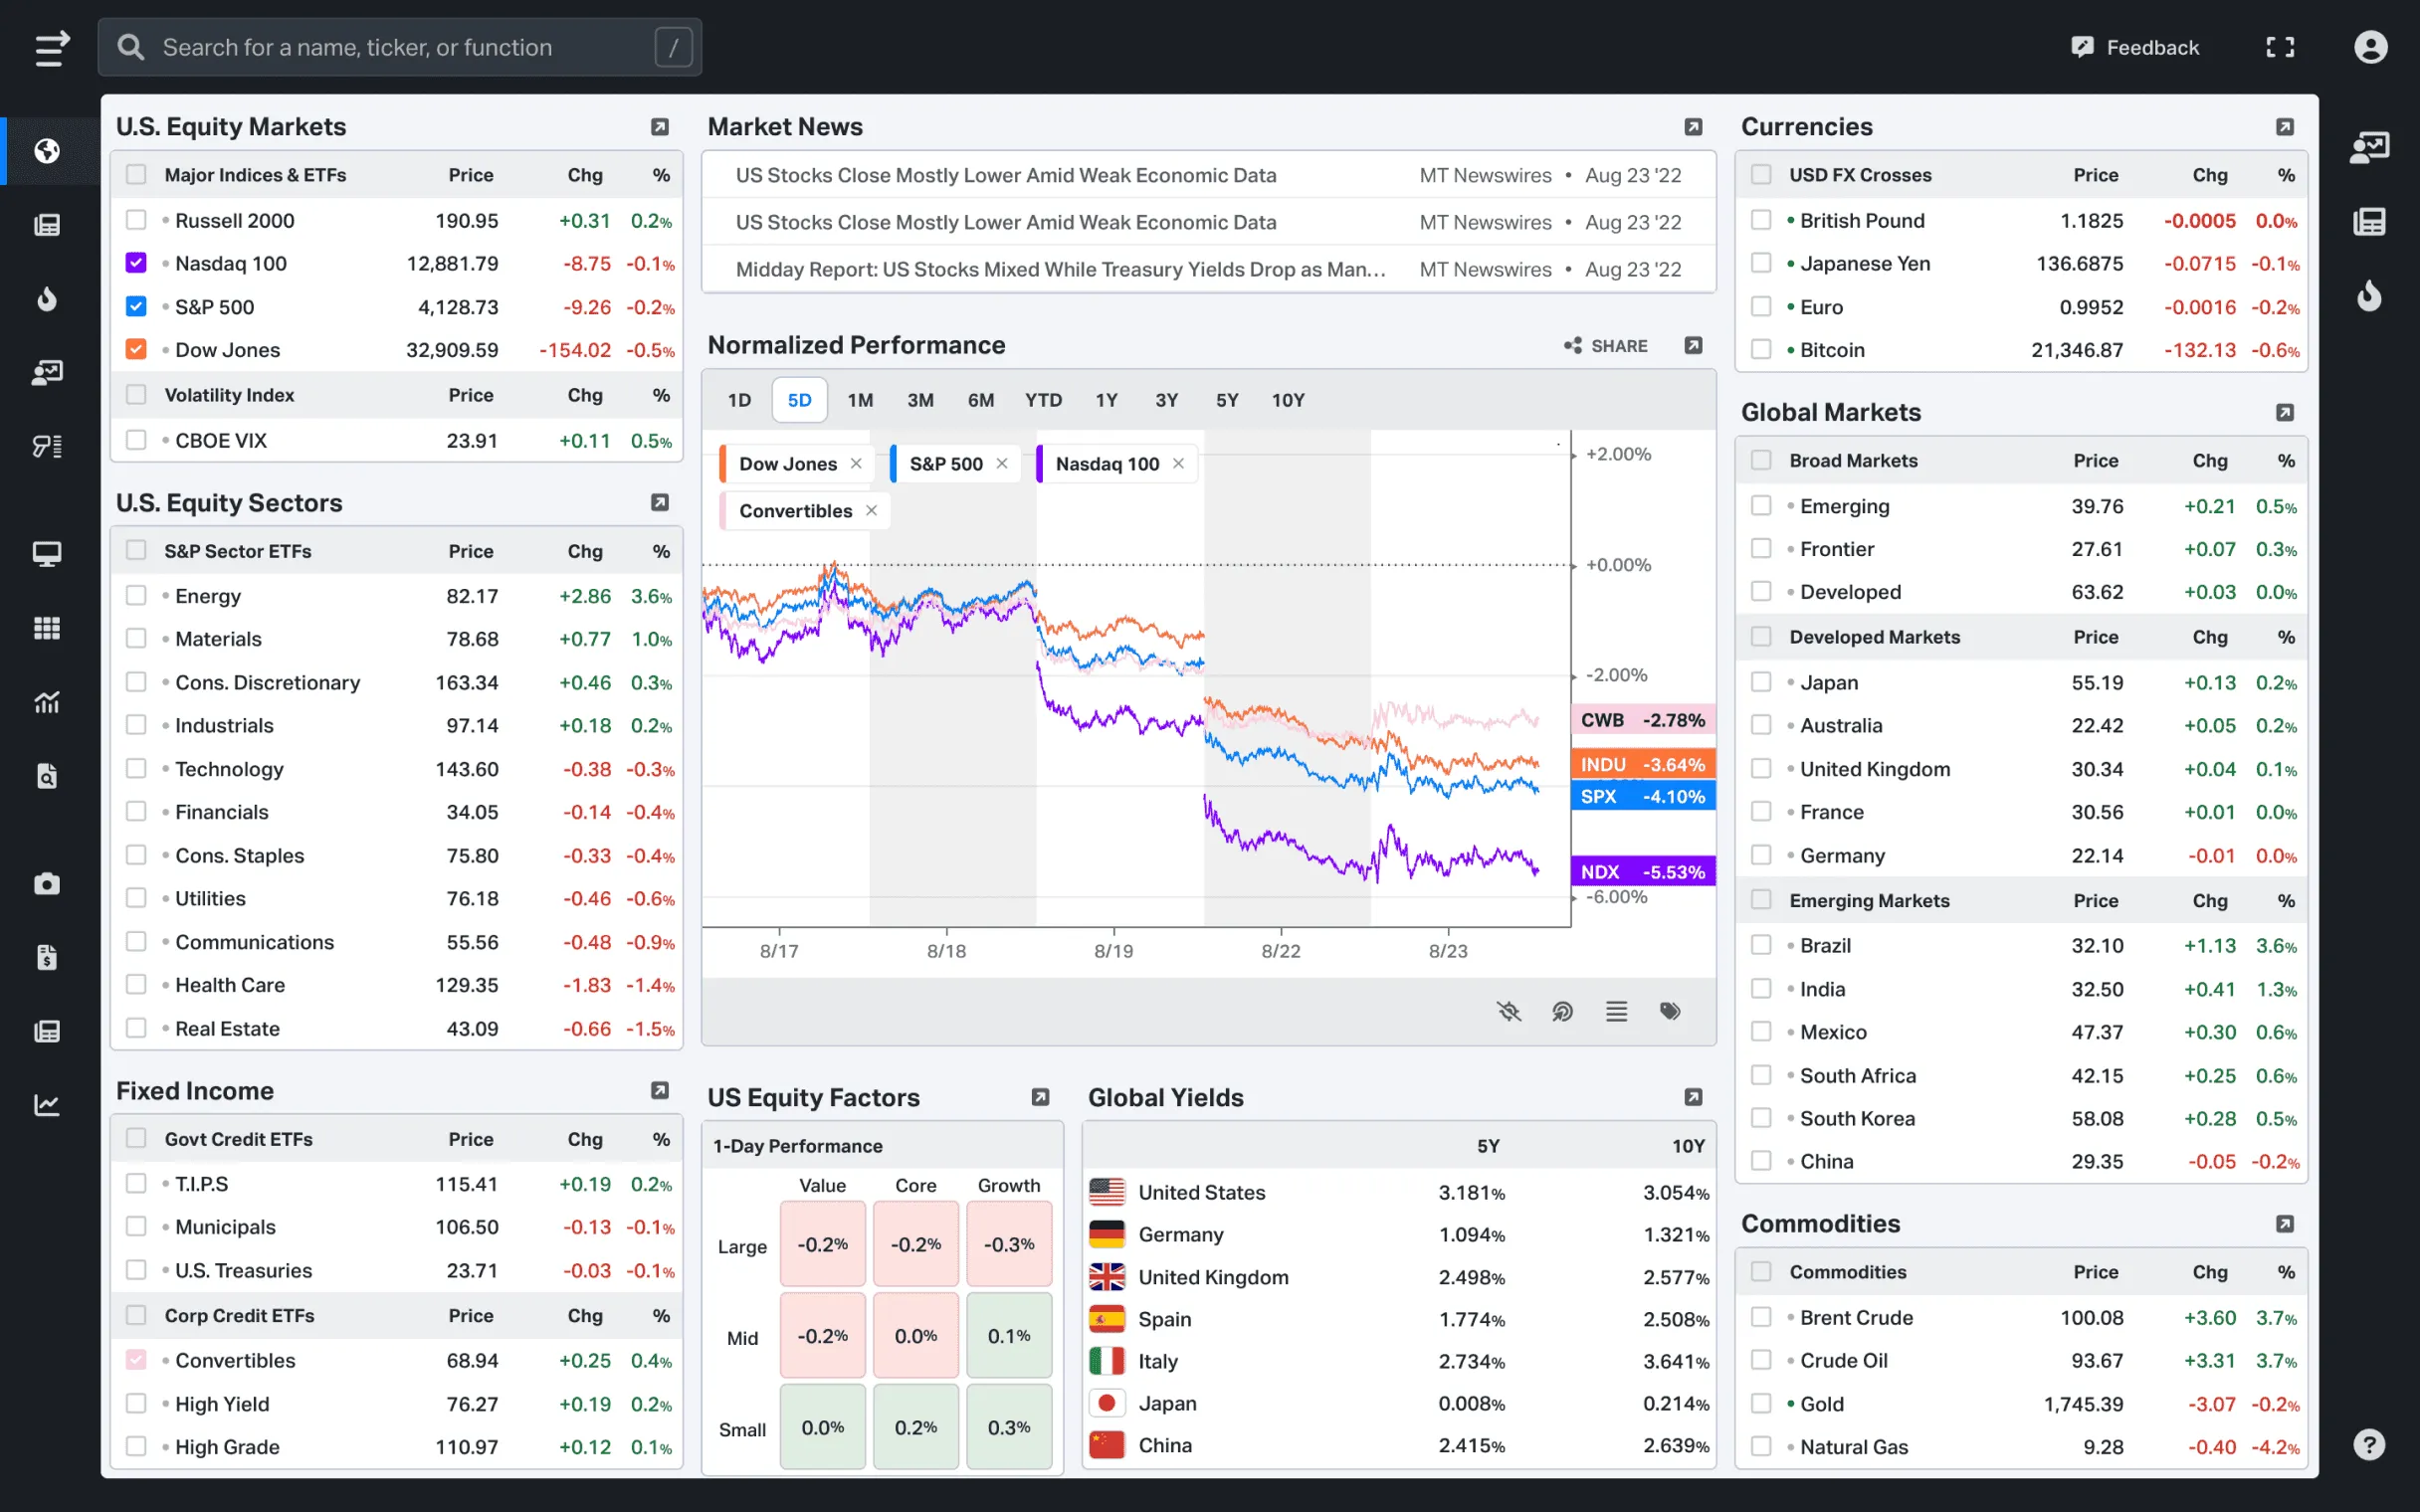 Search for a name, ticker, or function /
Feedback
U.S. Equity Markets
Major Indices & ETFs Price Chg %
Russell 2000 190.95 +0.31 0.2%
Nasdaq 100 12,881.79 -8.75 -0.1%
S&P 500 4,128.73 -9.26 -0.2%
Dow Jones 32,909.59 -154.02 -0.5%
Volatility Index Price Chg %
CBOE VIX 23.91 +0.11 0.5%
U.S. Equity Sectors
S&P Sector ETFs Price Chg %
Energy 82.17 +2.86 3.6%
Materials 78.68 +0.77 1.0%
Cons. Discretionary 163.34 +0.46 0.3%
Industrials 97.14 +0.18 0.2%
Technology 143.60 -0.38 -0.3%
Financials 34.05 -0.14 -0.4%
Cons. Staples 75.80 -0.33 -0.4%
Utilities 76.18 -0.46 -0.6%
Communications 55.56 -0.48 -0.9%
Health Care 129.35 -1.83 -1.4%
Real Estate 43.09 -0.66 -1.5%
Fixed Income
Govt Credit ETFs Price Chg %
T.I.P.S 115.41 +0.19 0.2%
Municipals 106.50 -0.13 -0.1%
U.S. Treasuries 23.71 -0.03 -0.1%
Corp Credit ETFs Price Chg %
Convertibles 68.94 +0.25 0.4%
High Yield 76.27 +0.19 0.2%
High Grade 110.97 +0.12 0.1%
Market News
US Stocks Close Mostly Lower Amid Weak Economic Data MT Newswires • Aug 23 '22
US Stocks Close Mostly Lower Amid Weak Economic Data MT Newswires • Aug 23 '22
Midday Report: US Stocks Mixed While Treasury Yields Drop as Man... MT Newswires • Aug 23 '22
Normalized Performance SHARE
1D 5D 1M 3M 6M YTD 1Y 3Y 5Y 10Y
Dow Jones × S&P 500 × Nasdaq 100 ×
Convertibles ×
+2.00%
+0.00%
-2.00%
CWB -2.78%
INDU -3.64%
SPX -4.10%
NDX -5.53%
-6.00%
8/17 8/18 8/19 8/22 8/23
US Equity Factors
1-Day Performance
Value Core Growth
Large -0.2% -0.2% -0.3%
Mid -0.2% 0.0% 0.1%
Small 0.0% 0.2% 0.3%
Global Yields
5Y 10Y
United States 3.181% 3.054%
Germany 1.094% 1.321%
United Kingdom 2.498% 2.577%
Spain 1.774% 2.508%
Italy 2.734% 3.641%
Japan 0.008% 0.214%
China 2.415% 2.639%
Currencies
USD FX Crosses Price Chg %
British Pound 1.1825 -0.0005 0.0%
Japanese Yen 136.6875 -0.0715 -0.1%
Euro 0.9952 -0.0016 -0.2%
Bitcoin 21,346.87 -132.13 -0.6%
Global Markets
Broad Markets Price Chg %
Emerging 39.76 +0.21 0.5%
Frontier 27.61 +0.07 0.3%
Developed 63.62 +0.03 0.0%
Developed Markets Price Chg %
Japan 55.19 +0.13 0.2%
Australia 22.42 +0.05 0.2%
United Kingdom 30.34 +0.04 0.1%
France 30.56 +0.01 0.0%
Germany 22.14 -0.01 0.0%
Emerging Markets Price Chg %
Brazil 32.10 +1.13 3.6%
India 32.50 +0.41 1.3%
Mexico 47.37 +0.30 0.6%
South Africa 42.15 +0.25 0.6%
South Korea 58.08 +0.28 0.5%
China 29.35 -0.05 -0.2%
Commodities
Commodities Price Chg %
Brent Crude 100.08 +3.60 3.7%
Crude Oil 93.67 +3.31 3.7%
Gold 1,745.39 -3.07 -0.2%
Natural Gas 9.28 -0.40 -4.2%
?